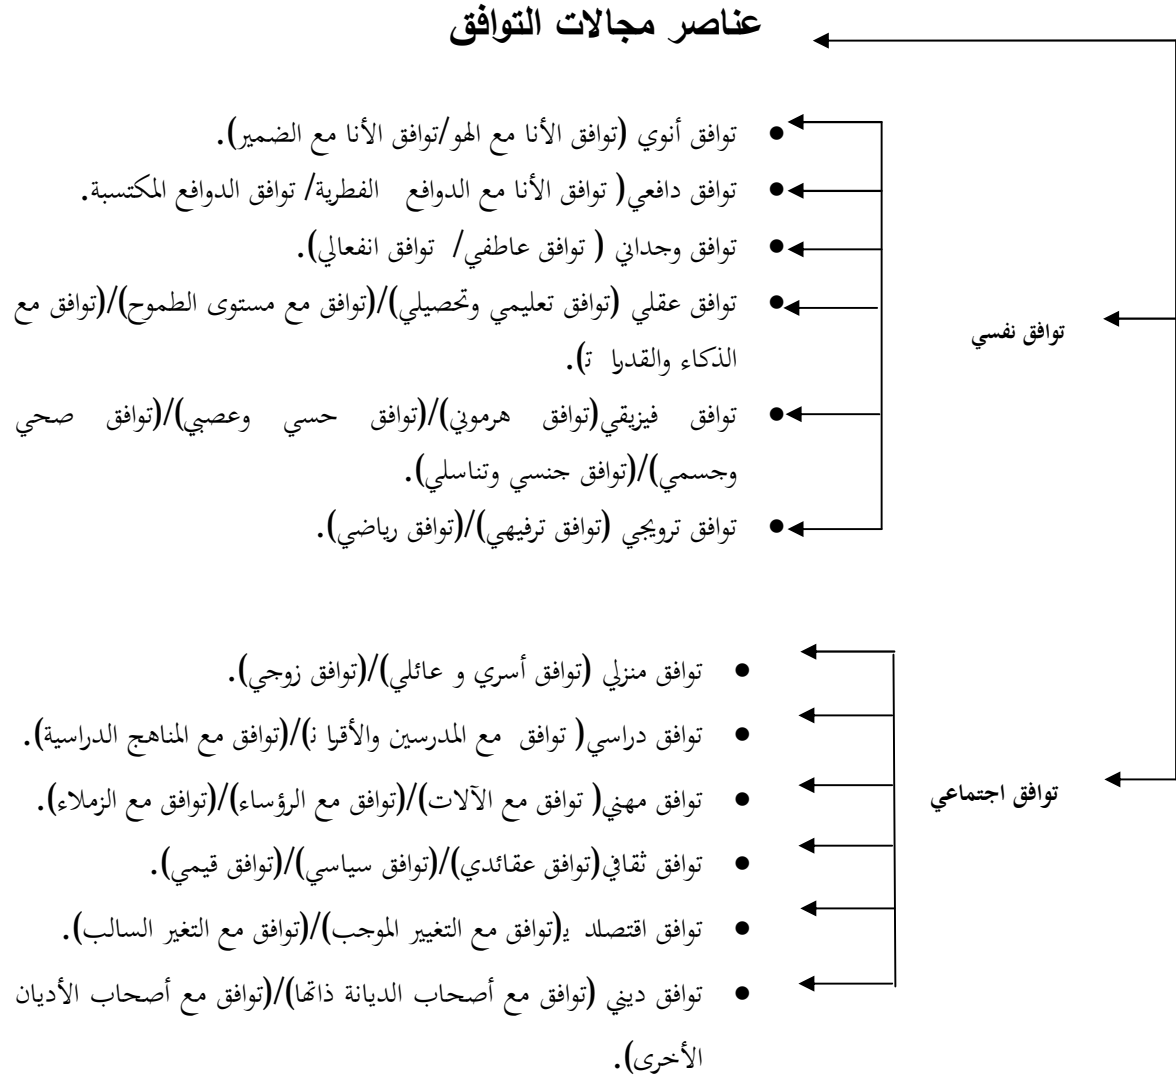 عناصر مجالات التوافق
توافق أنوي (توافق الأنا مع الهو/توافق الأنا مع الضمير).
توافق دافعي( توافق الأنا مع الدوافع الفطرية/ توافق الدوافع المكتسبة.
توافق وجداني ( توافق عاطفي/ توافق انفعالي).
توافق عقلي (توافق تعليمي وتحصيلي)/(توافق مع مستوى الطموح)/(توافق مع
الذكاء والقدرا ت).
توافق نفسي
توافق فيزيقي(توافق هرموني)/(توافق حسي وعصبي)/(توافق صحي
وجسمي)/(توافق جنسي وتناسلي).
توافق ترويجي (توافق ترفيهي)/(توافق رياضي).
توافق منزلي (توافق أسري و عائلي)/(توافق زوجي).
توافق دراسي( توافق مع المدرسين والأقرا ن)/(توافق مع المناهج الدراسية).
توافق اجتماعي
توافق مهني( توافق مع الآلات)/(توافق مع الرؤساء)/(توافق مع الزملاء).
توافق ثقافي(توافق عقائدي)/(توافق سياسي)/(توافق قيمي).
توافق اقتصلد ي(توافق مع التغيير الموجب)/(توافق مع التغير السالب).
توافق ديني (توافق مع أصحاب الديانة ذاتها)/(توافق مع أصحاب الأديان
الأخرى).